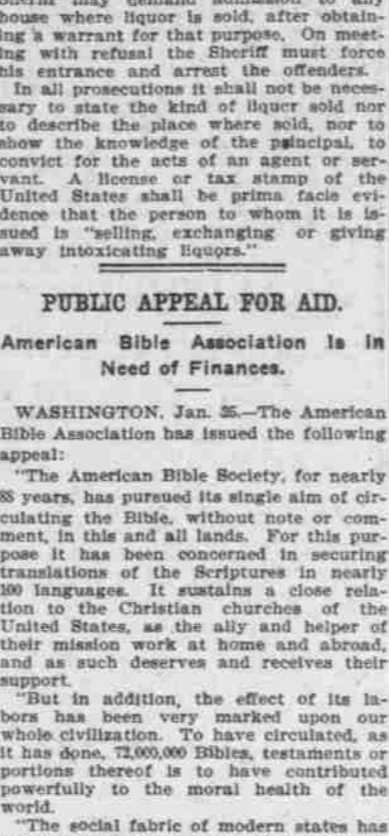 Sheriff may demand admission to any
house where liquor is sold, after obtain-
ing a warrant for that purpose. On meet-
ing with refusal the Sheriff must force
his entrance and arrest the offenders.
In all prosecutions it shall not be neces-
sary to state the kind of liquer sold nor
to describe the place where sold, nor to
show the knowledge of the principal, to
convict for the acts of an agent or ser-
vant. A license or tax stamp of the
United States shall be prima facie evi-
dence that the person to whom it is is-
sued is "selling, exchanging or giving
away intoxicating liquors."
PUBLIC APPEAL FOR AID.
American Bible Association Is in
Need of Finances.
WASHINGTON, Jan. 25.—The American
Bible Association has issued the following
appeal:
"The American Bible Society, for nearly
88 years, has pursued its single aim of cir-
culating the Bible, without note or com-
ment, in this and all lands. For this pur-
pose it has been concerned in securing
translations of the Scriptures in nearly
100 languages. It sustains a close rela-
tion to the Christian churches of the
United States, as the ally and helper of
their mission work at home and abroad,
and as such deserves and receives their
support.
"But in addition, the effect of its la-
bors has been very marked upon our
whole civilization. To have circulated, as
it has done, 72,000,000 Bibles, testaments or
portions thereof is to have contributed
powerfully to the moral health of the
world.
"The social fabric of modern states has